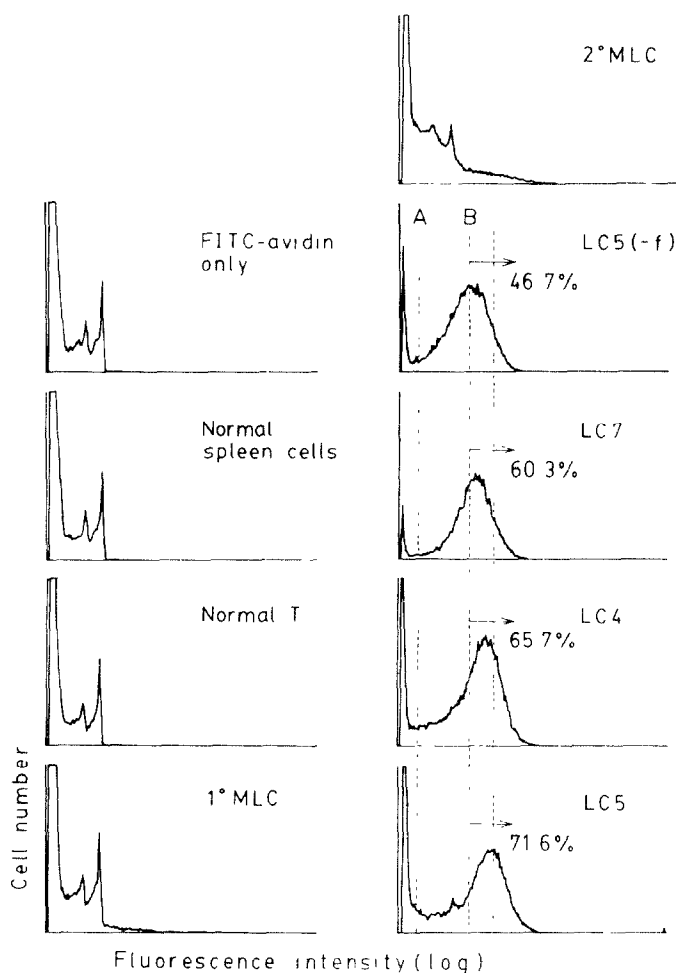 2°MLC
A B
FITC-avidin
only
LC5(-f)
46 7%
Normal
spleen cells
LC7
60 3%
Normal T
LC4
65 7%
1°MLC
LC5
71 6%
Cell number
Fluorescence intensity(log)